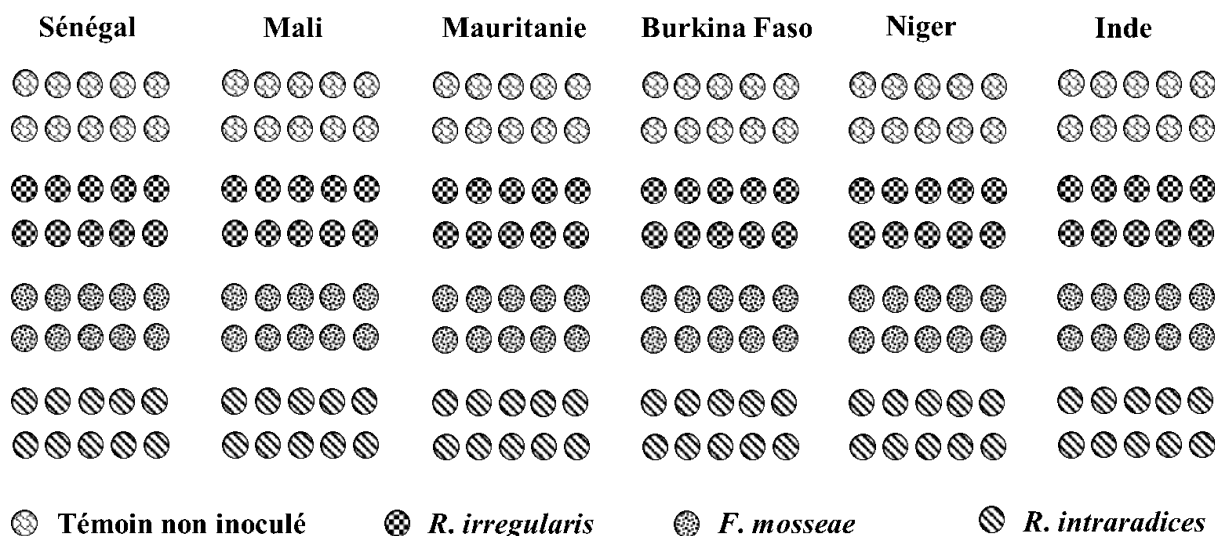 Sénégal Mali Mauritanie Burkina Faso Niger Inde
Témoin non inoculé R. irregularis F. mosseae R. intraradices